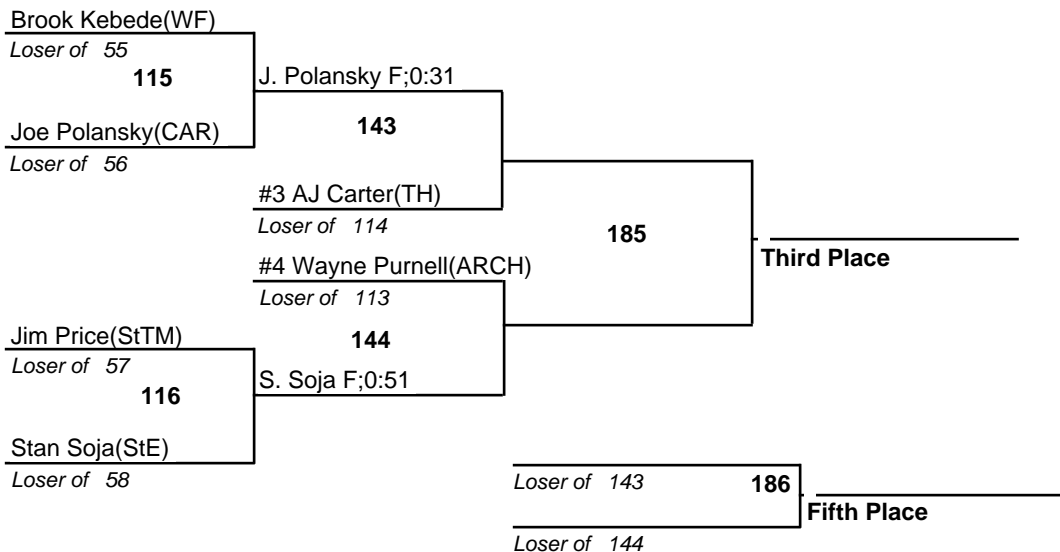 Brook Kebede(WF)
Loser of 55
115
J. Polansky F;0:31
Joe Polansky(CAR)
Loser of 56
143
#3 AJ Carter(TH)
Loser of 114
185
Third Place
#4 Wayne Purnell(ARCH)
Loser of 113
144
Jim Price(StTM)
Loser of 57
116
S. Soja F;0:51
Stan Soja(StE)
Loser of 58
Loser of 143
186
Fifth Place
Loser of 144